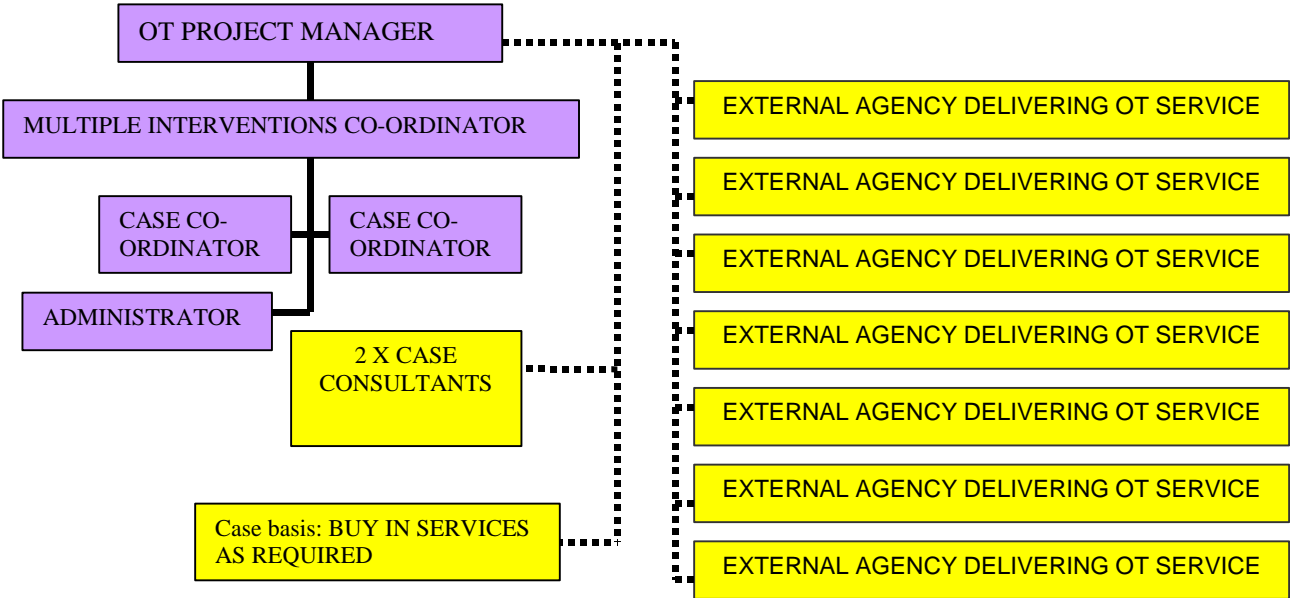 OT PROJECT MANAGER
MULTIPLE INTERVENTIONS CO-ORDINATOR
CASE CO-
ORDINATOR
CASE CO-
ORDINATOR
ADMINISTRATOR
2 X CASE
CONSULTANTS
Case basis: BUY IN SERVICES
AS REQUIRED
EXTERNAL AGENCY DELIVERING OT SERVICE
EXTERNAL AGENCY DELIVERING OT SERVICE
EXTERNAL AGENCY DELIVERING OT SERVICE
EXTERNAL AGENCY DELIVERING OT SERVICE
EXTERNAL AGENCY DELIVERING OT SERVICE
EXTERNAL AGENCY DELIVERING OT SERVICE
EXTERNAL AGENCY DELIVERING OT SERVICE